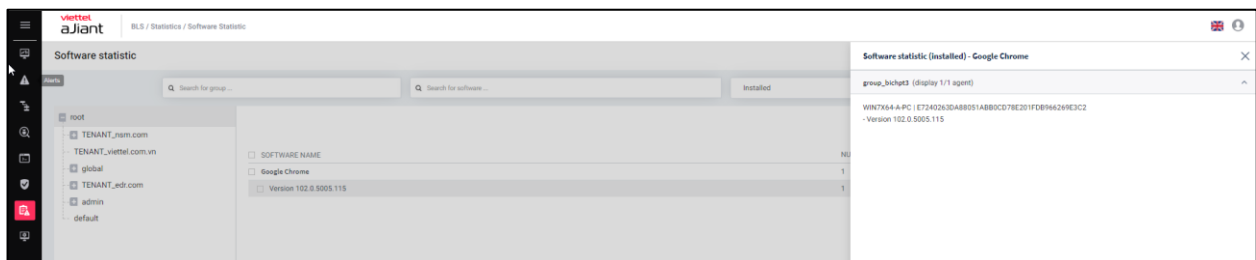 viettel
aJiant
BLS / Statistics / Software Statistic
Software statistic
Alerts
Search for group...
Search for software...
Installed
root
TENANT_nsm.com
TENANT_viettel.com.vn
global
TENANT_edr.com
admin
default
SOFTWARE NAME
NU
Google Chrome
1
Version 102.0.5005.115
1
Software statistic (installed) - Google Chrome
group_bichpt3 (display 1/1 agent)
WIN7X64-A-PC | E7240263DA88051ABB0CD78E201FDB966269E3C2
- Version 102.0.5005.115